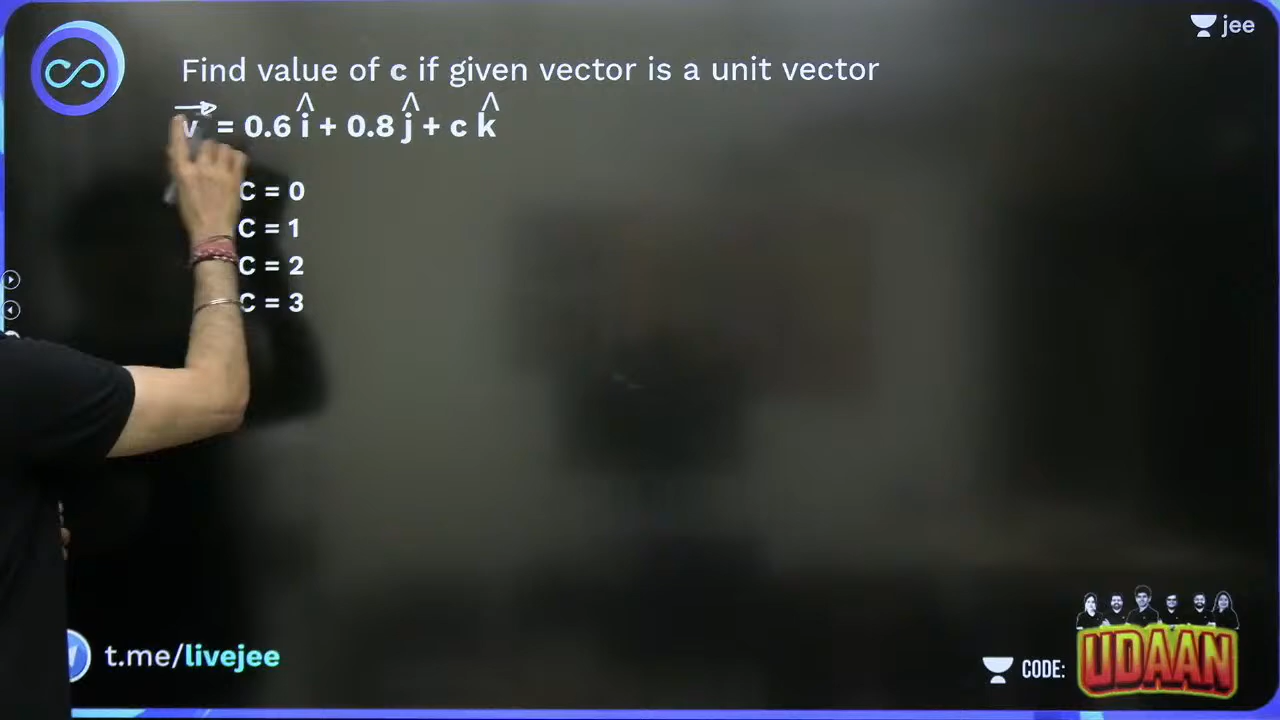 jee
Find value of c if given vector is a unit vector
v = 0.6 i + 0.8 j + c k
C = 0
C = 1
C = 2
C = 3
t.me/livejee
CODE:
UDAAN